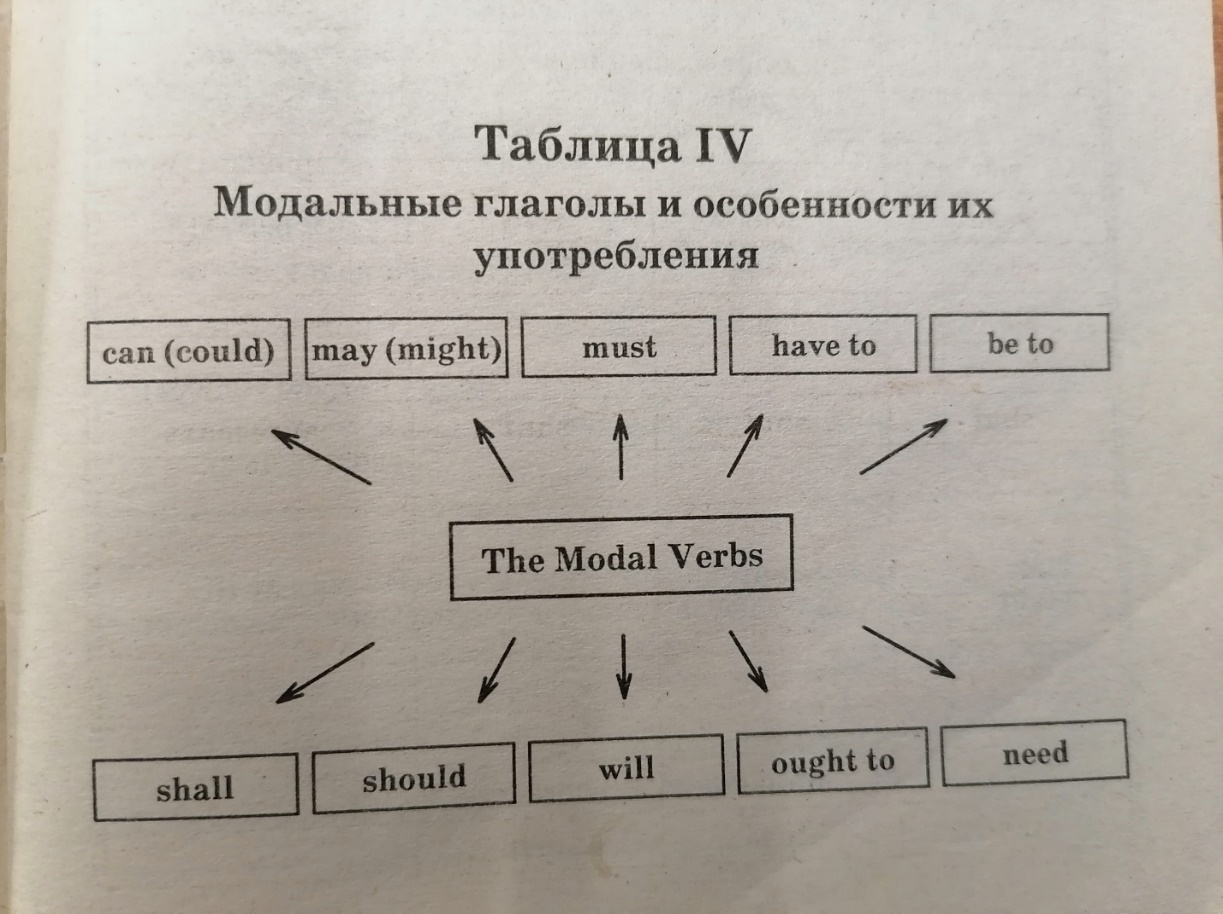 Таблица IV
Модальные глаголы и особенности их
употребления
can (could) may (might) must have to be to
The Modal Verbs
shall should will ought to need